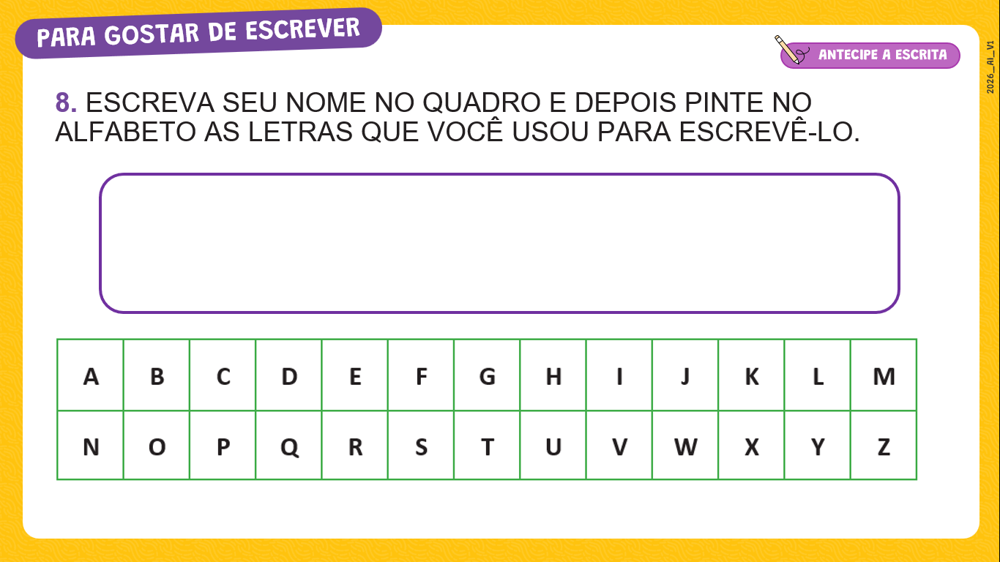 PARA GOSTAR DE ESCREVER
ANTECIPE A ESCRITA
2026_AI_V1
8. ESCREVA SEU NOME NO QUADRO E DEPOIS PINTE NO
ALFABETO AS LETRAS QUE VOCÊ USOU PARA ESCREVÊ-LO.
A B C D E F G H I J K L M
N O P Q R S T U V W X Y Z